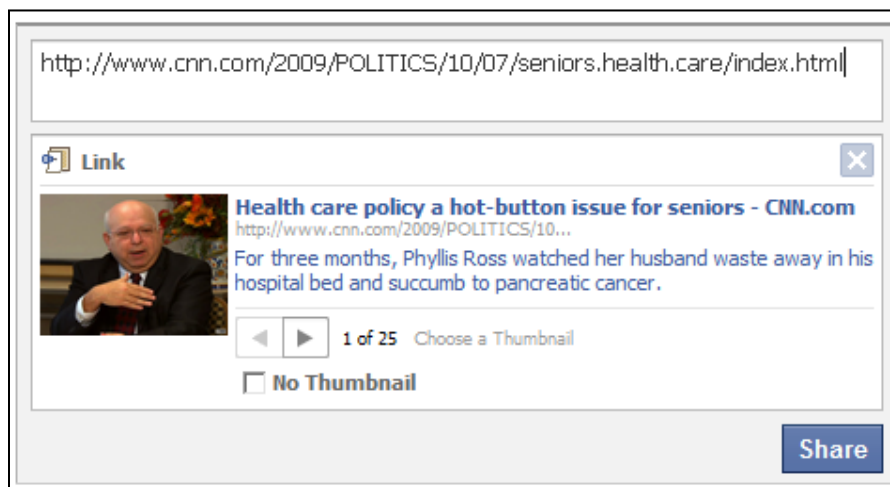 http://www.cnn.com/2009/POLITICS/10/07/seniors.health.care/index.html
Link
Health care policy a hot-button issue for seniors - CNN.com
http://www.cnn.com/2009/POLITICS/10...
For three months, Phyllis Ross watched her husband waste away in his
hospital bed and succumb to pancreatic cancer.
1 of 25 Choose a Thumbnail
No Thumbnail
Share